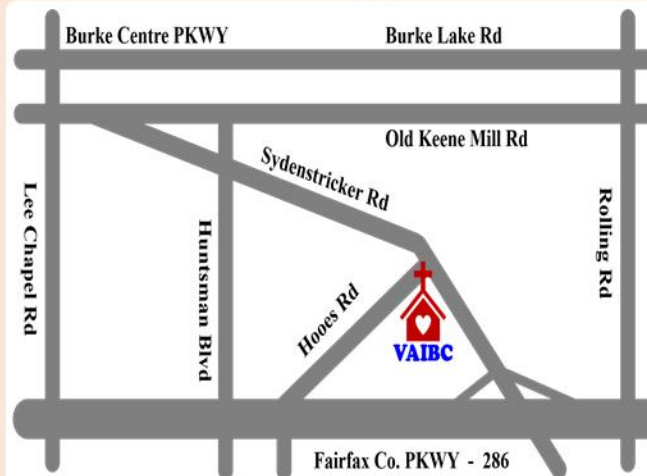 Burke Centre PKWY
Burke Lake Rd
Old Keene Mill Rd
Sydenstricker Rd
Lee Chapel Rd
Huntsman Blvd
Rolling Rd
Hooes Rd
VAIBC
Fairfax Co. PKWY - 286